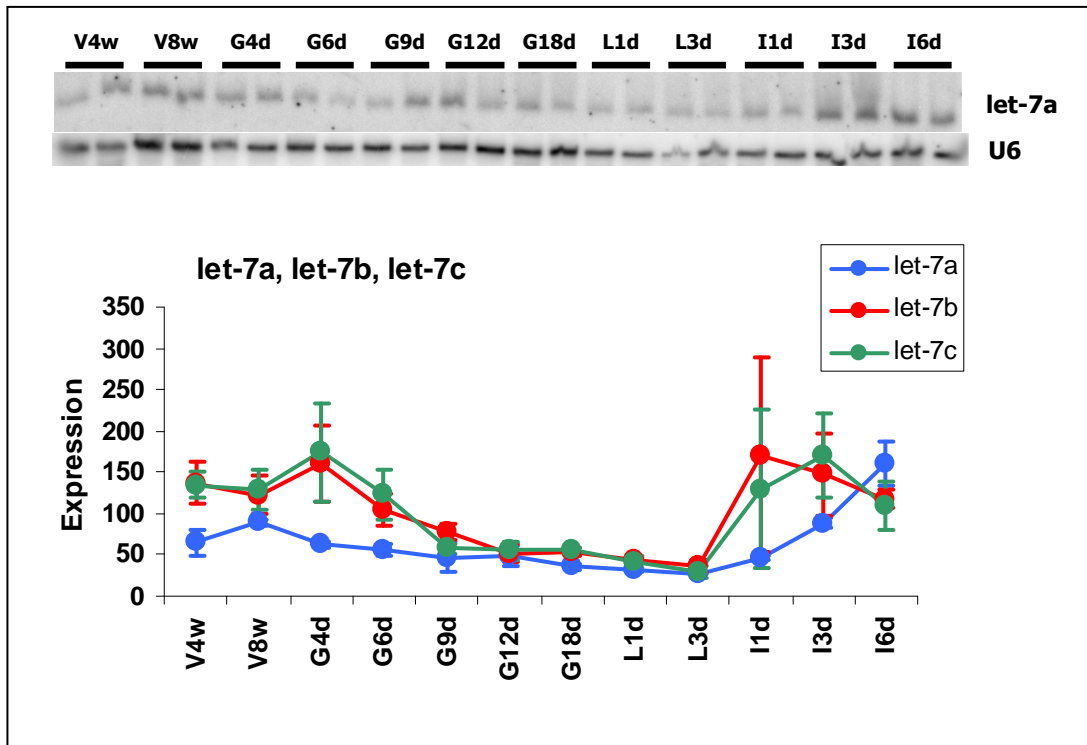 V4w V8w G4d G6d G9d G12d G18d L1d L3d I1d I3d I6d
let-7a
U6
let-7a, let-7b, let-7c
let-7a
let-7b
let-7c
Expression
350
300
250
200
150
100
50
0
V4w V8w G4d G6d G9d G12d G18d L1d L3d I1d I3d I6d